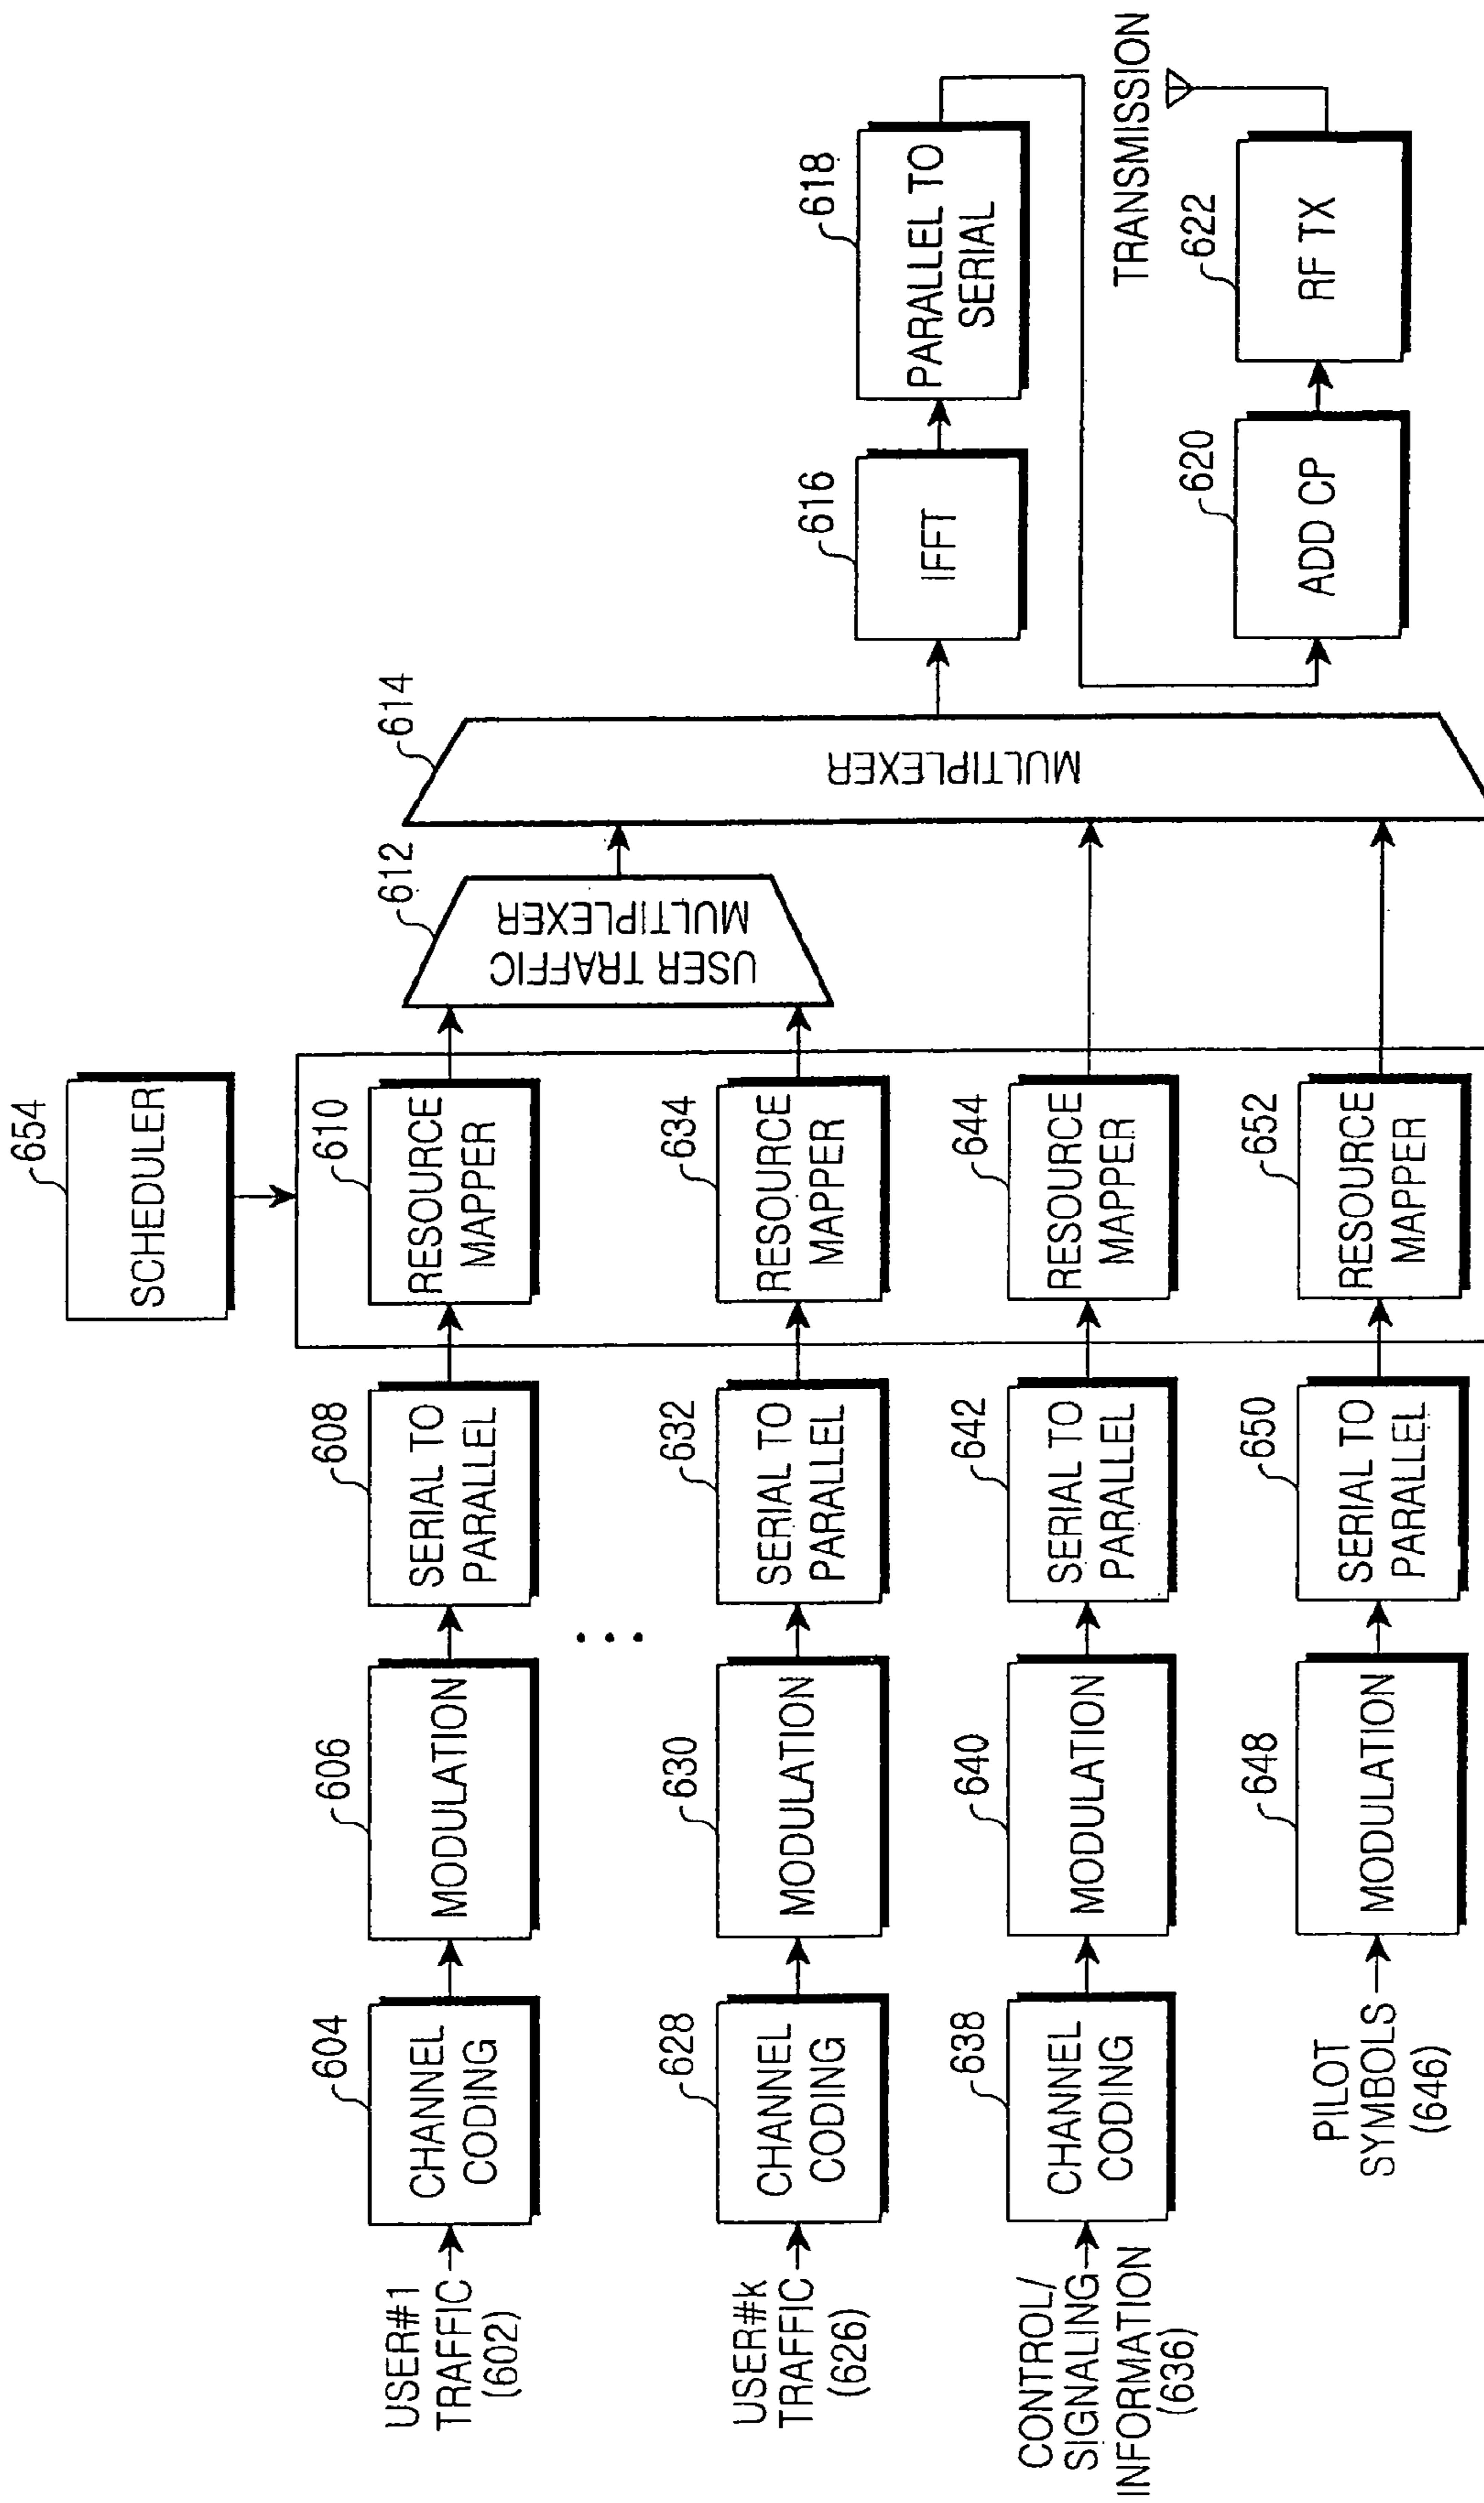 654
SCHEDULER
USER#1
TRAFFIC
(602)
604
CHANNEL
CODING
606
MODULATION
608
SERIAL TO
PARALLEL
610
RESOURCE
MAPPER
612
USER TRAFFIC
MULTIPLEXER
614
MULTIPLEXER
USER#k
TRAFFIC
(626)
628
CHANNEL
CODING
630
MODULATION
632
SERIAL TO
PARALLEL
634
RESOURCE
MAPPER
616
IFFT
618
PARALLEL TO
SERIAL
CONTROL/
SIGNALING
INFORMATION
(636)
638
CHANNEL
CODING
640
MODULATION
642
SERIAL TO
PARALLEL
644
RESOURCE
MAPPER
620
ADD CP
622
RF TX
TRANSMISSION
PILOT
SYMBOLS
(646)
648
MODULATION
650
SERIAL TO
PARALLEL
652
RESOURCE
MAPPER